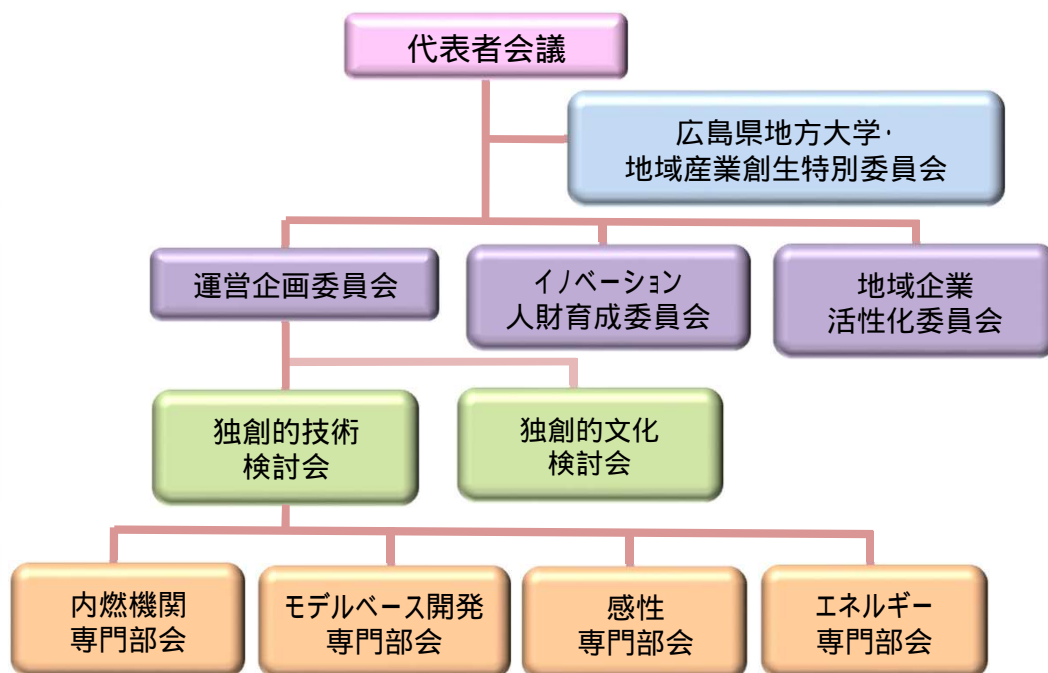 代表者会議
広島県地方大学・
地域産業創生特別委員会
運営企画委員会
イノベーション
人財育成委員会
地域企業
活性化委員会
独創的技術
検討会
独創的文化
検討会
内燃機関
専門部会
モデルベース開発
専門部会
感性
専門部会
エネルギー
専門部会